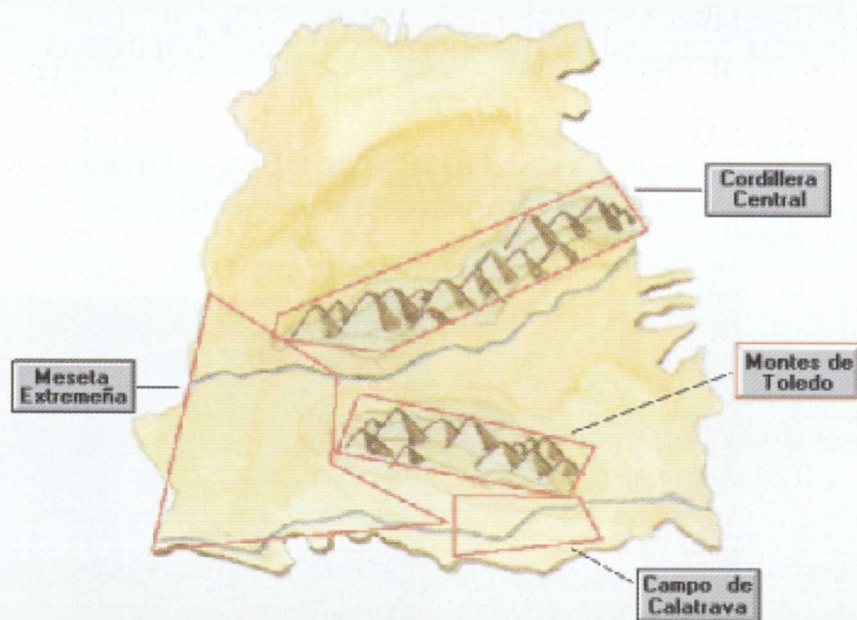 Cordillera
Central
Meseta
Extremeña
Montes de
Toledo
Campo de
Calatrava